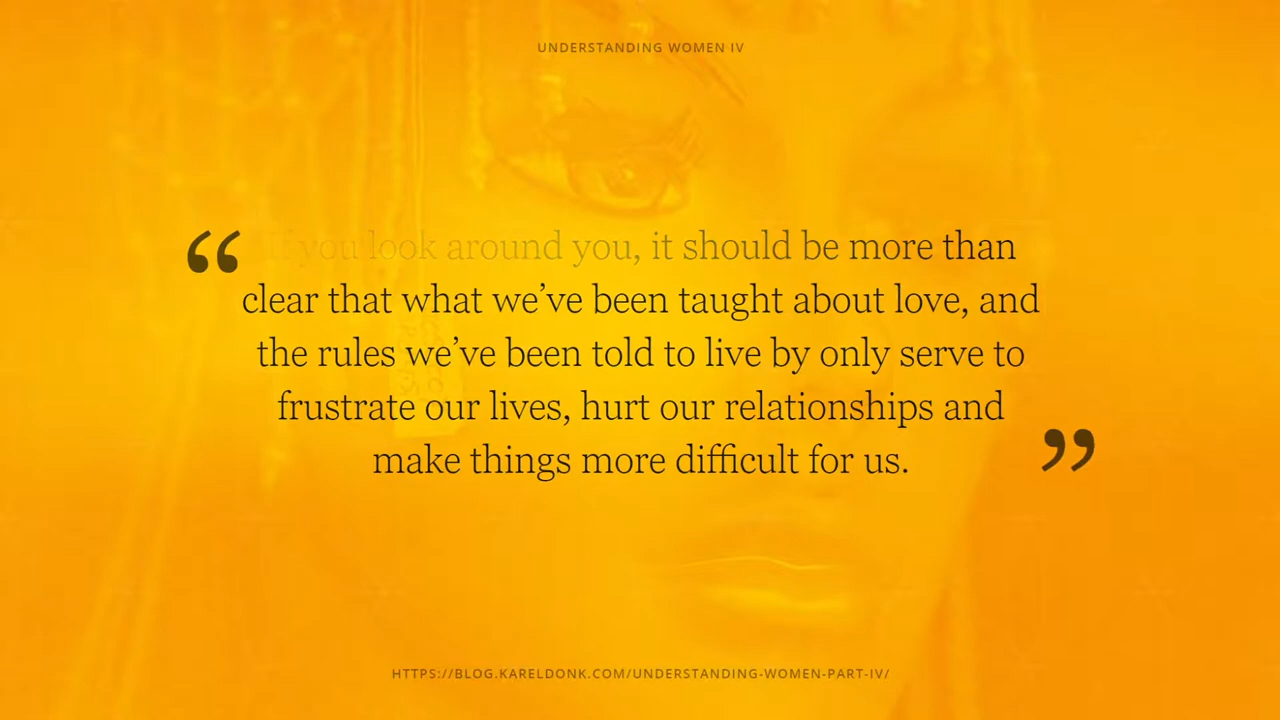 UNDERSTANDING WOMEN IV
“ If you look around you, it should be more than
clear that what we’ve been taught about love, and
the rules we’ve been told to live by only serve to
frustrate our lives, hurt our relationships and
make things more difficult for us. ”
HTTPS://BLOG.KARELDONK.COM/UNDERSTANDING-WOMEN-PART-IV/